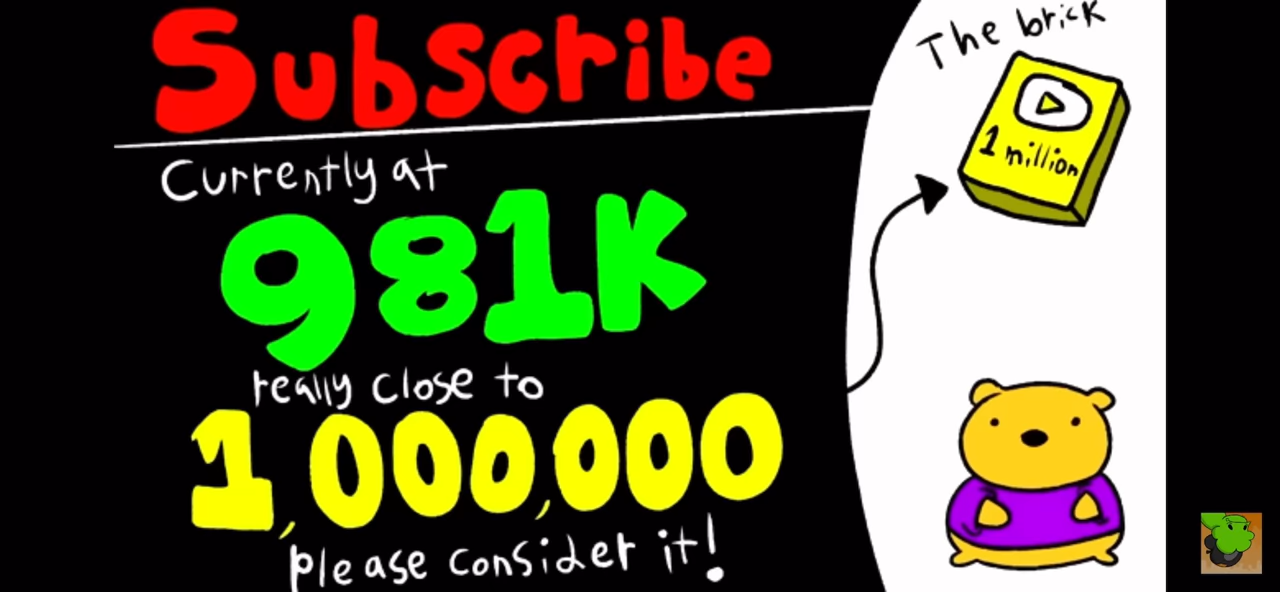 Subscribe
The brick
1 million
Currently at
981K
really close to
1,000,000
please consider it!